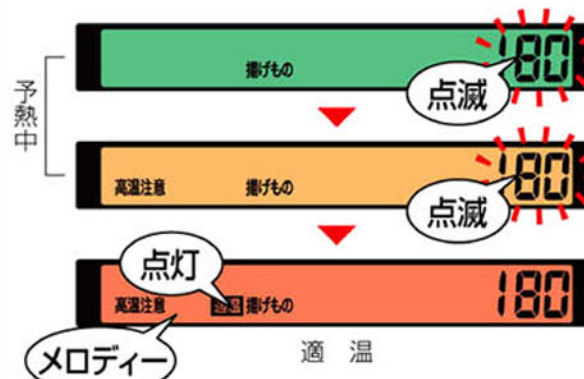 予熱中
揚げもの 180
点滅
高温注意 揚げもの 180
点滅
点灯
高温注意 適温 揚げもの 180
メロディー
適温